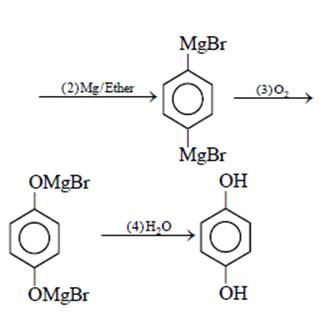 MgBr
(2)Mg/Ether
(3)O₂
MgBr
OMgBr
OH
(4)H₂O
OMgBr
OH